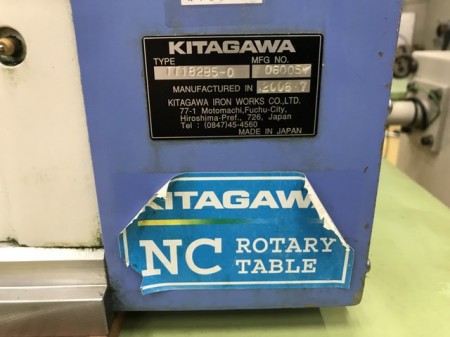 KITAGAWA
TYPE MFG NO.
MANUFACTURED IN 2006
KITAGAWA IRON WORKS CO.,LTD.
77-1 Motomachi,Fuchu-City,
Hiroshima-Pref., 726, Japan
Tel : (0847)45-4560
MADE IN JAPAN
KITAGAWA
NC ROTARY
TABLE